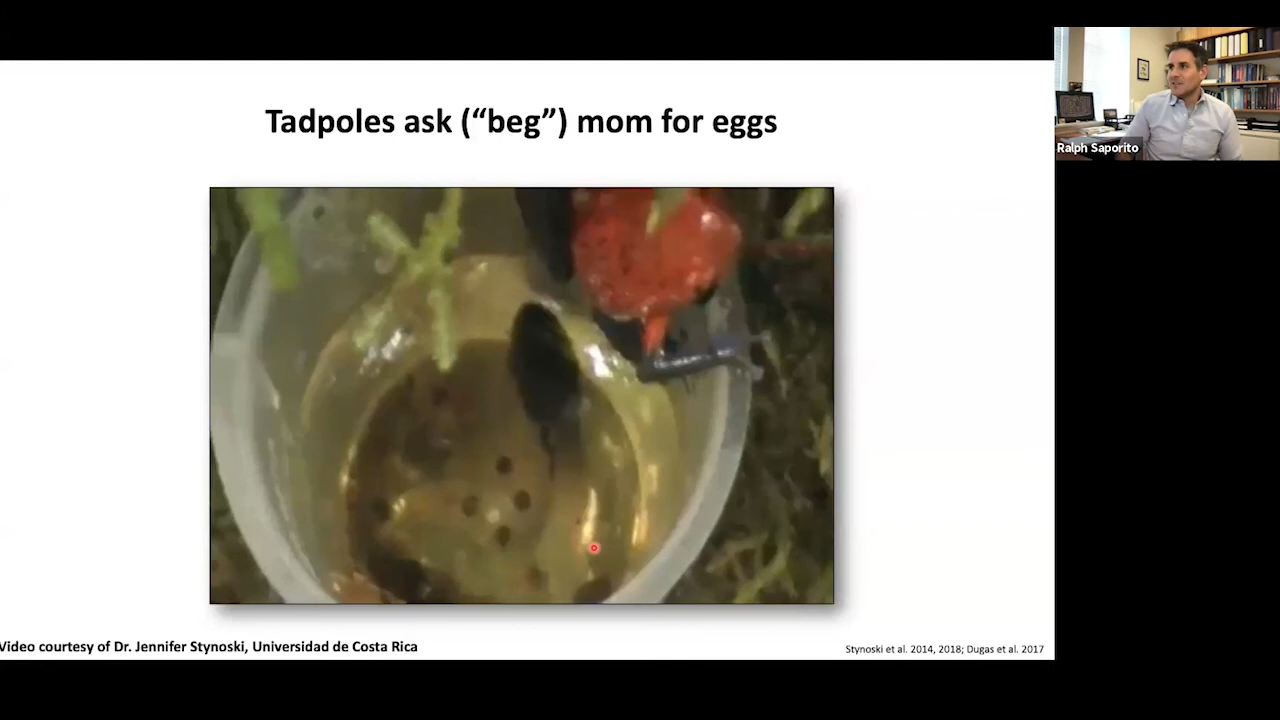 Tadpoles ask (“beg”) mom for eggs
Ralph Saporito
Video courtesy of Dr. Jennifer Stynoski, Universidad de Costa Rica
Stynoski et al. 2014, 2018; Dugas et al. 2017